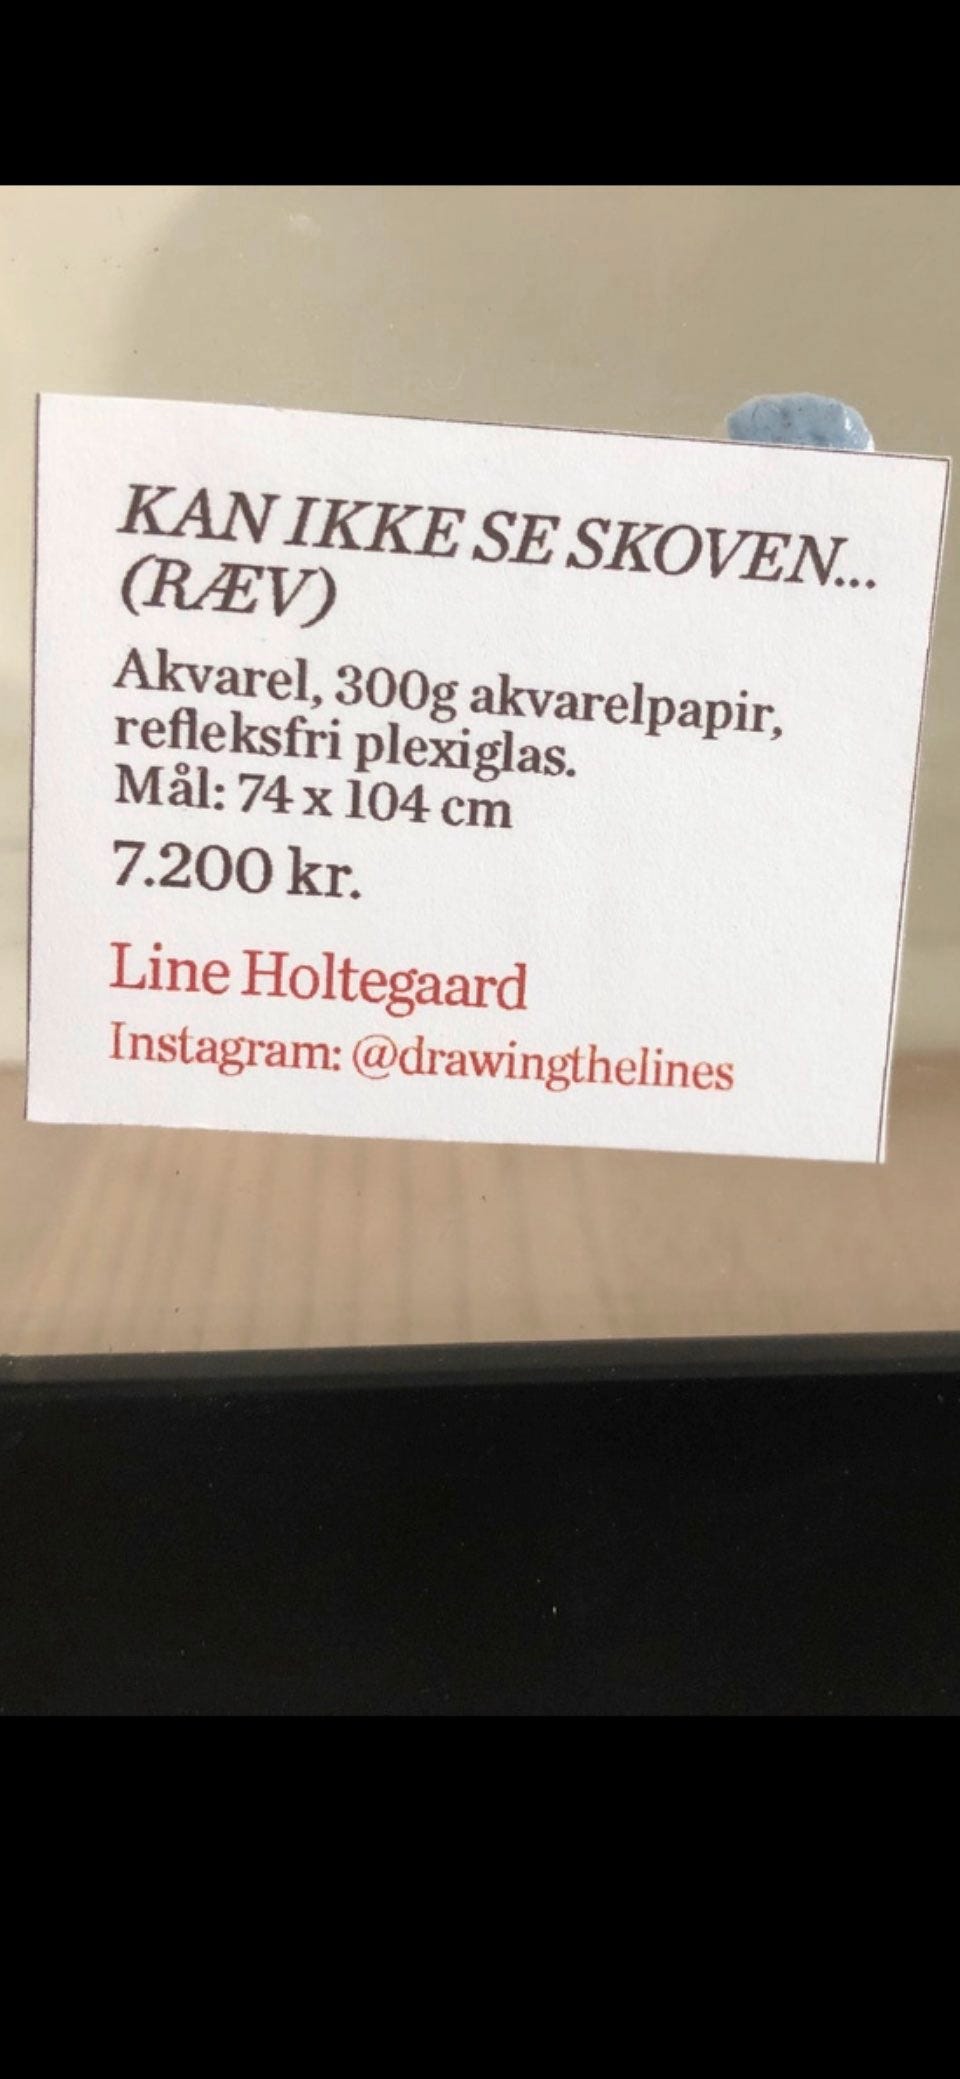 KAN IKKE SE SKOVEN...
(RÆV)
Akvarel, 300g akvarelpapir,
refleksfri plexiglas.
Mål: 74 x 104 cm
7.200 kr.
Line Holtegaard
Instagram: @drawingthelines